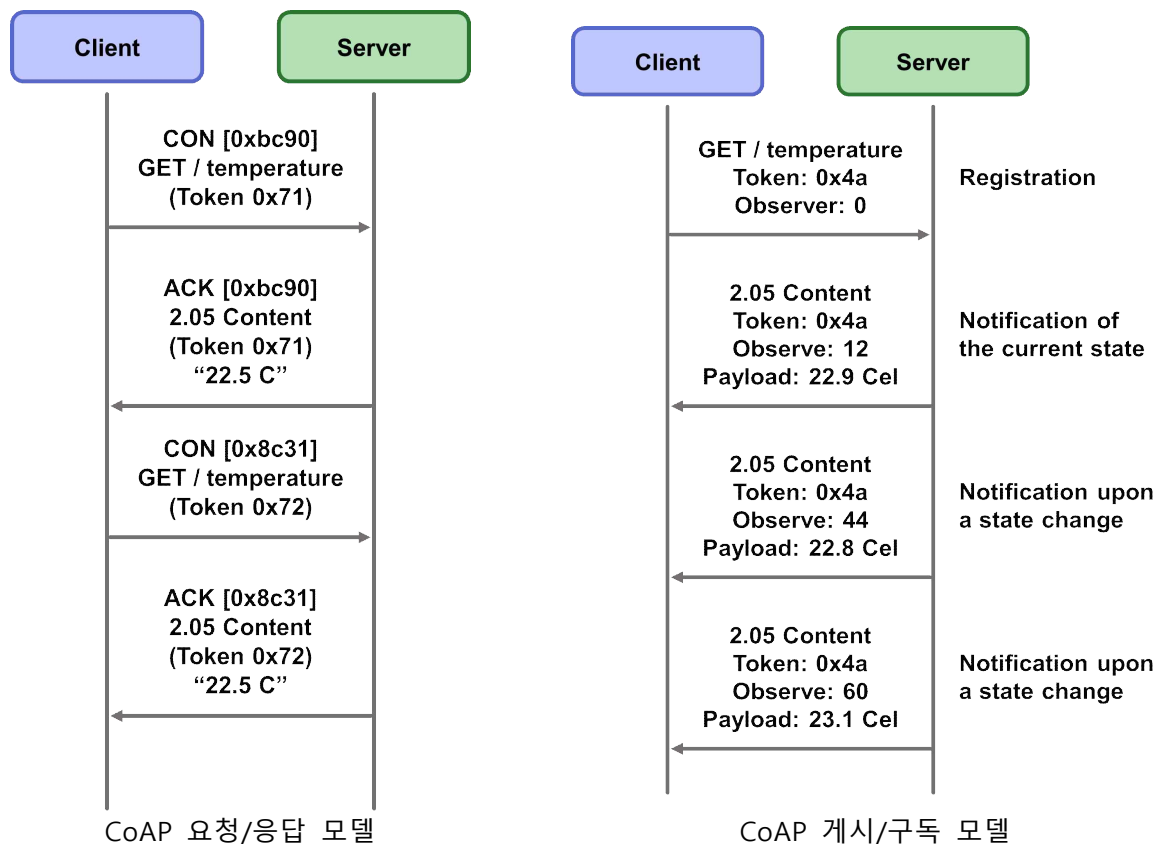 Client
Server
CON [0xbc90]
GET / temperature
(Token 0x71)
ACK [0xbc90]
2.05 Content
(Token 0x71)
“22.5 C”
CON [0x8c31]
GET / temperature
(Token 0x72)
ACK [0x8c31]
2.05 Content
(Token 0x72)
“22.5 C”
CoAP 요청/응답 모델
Client
Server
GET / temperature
Token: 0x4a
Observer: 0
Registration
2.05 Content
Token: 0x4a
Observe: 12
Payload: 22.9 Cel
Notification of
the current state
2.05 Content
Token: 0x4a
Observe: 44
Payload: 22.8 Cel
Notification upon
a state change
2.05 Content
Token: 0x4a
Observe: 60
Payload: 23.1 Cel
Notification upon
a state change
CoAP 게시/구독 모델